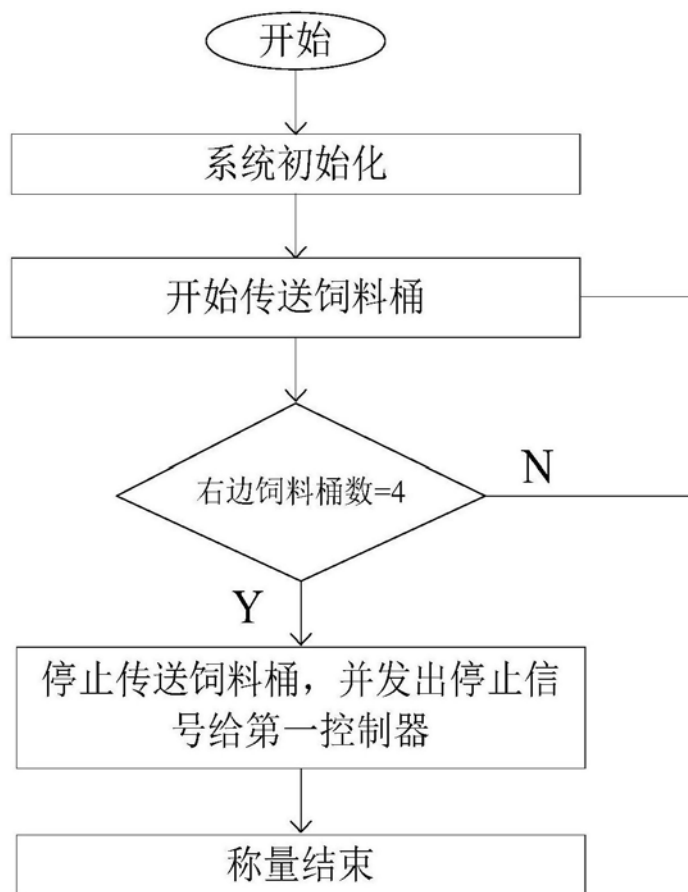 开始
系统初始化
开始传送饲料桶
右边饲料桶数=4
N
Y
停止传送饲料桶，并发出停止信
号给第一控制器
称量结束